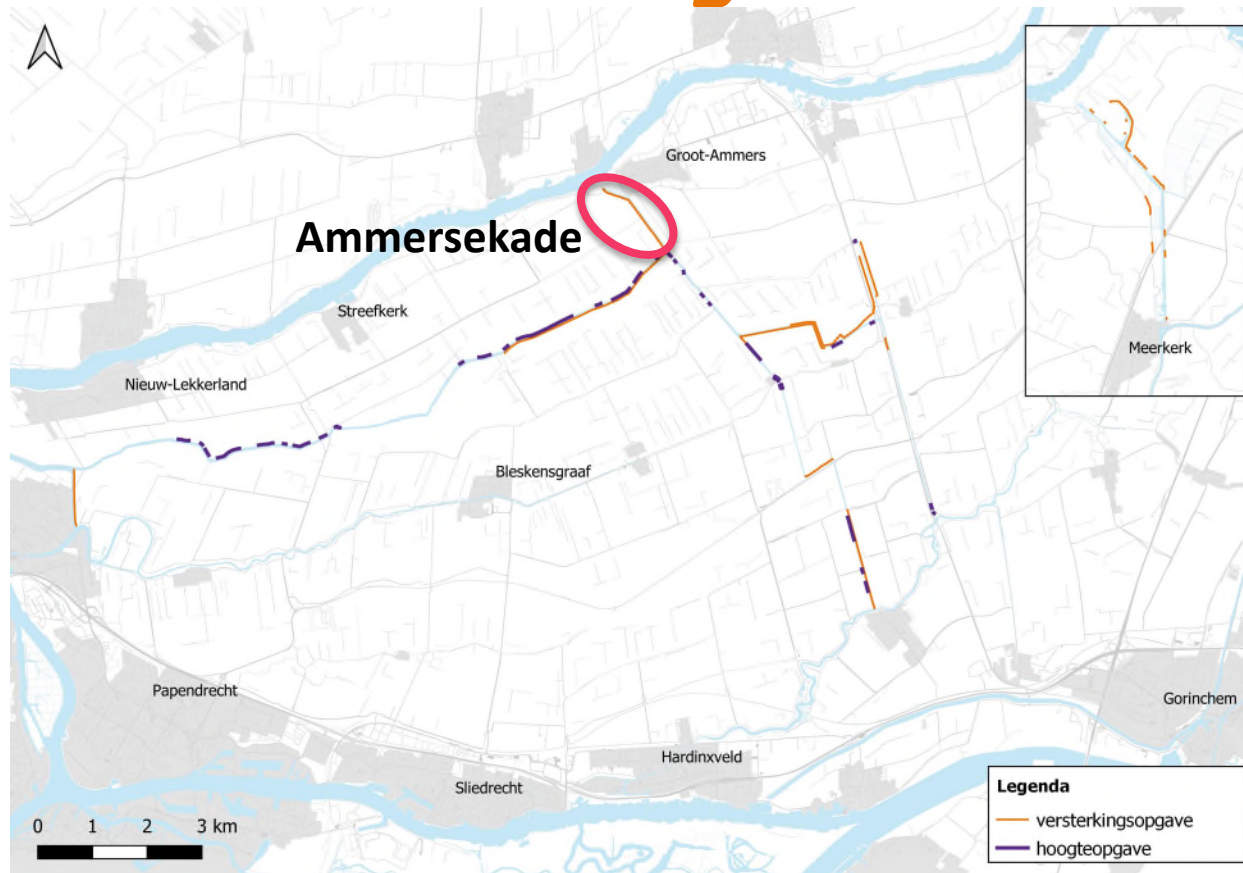 Groot-Ammers
Ammersekade
Streefkerk
Meerkerk
Nieuw-Lekkerland
Bleskensgraaf
Papendrecht
Gorinchem
Hardinxveld
Sliedrecht
Legenda
versterkingsopgave
hoogteopgave
0 1 2 3 km